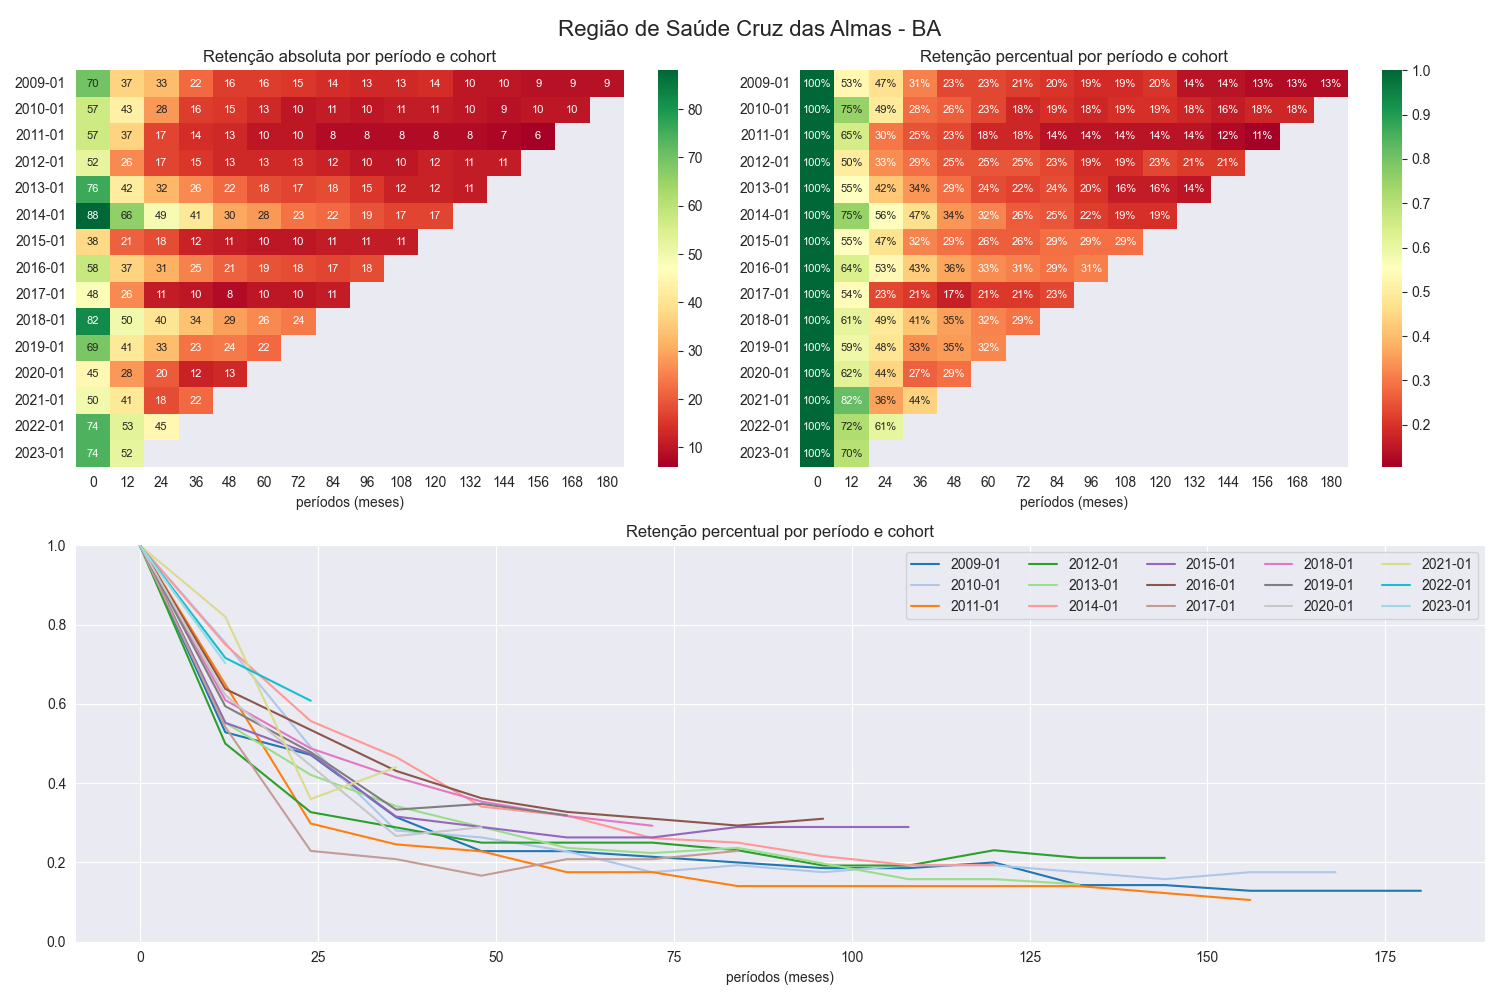 Região de Saúde Cruz das Almas - BA
Retenção absoluta por período e cohort
2009-01 70 37 33 22 16 16 15 14 13 13 14 10 10 9 9 9
2010-01 57 43 28 16 15 13 10 11 10 11 11 10 9 10 10
2011-01 57 37 17 14 13 10 10 8 8 8 8 8 7 6
2012-01 52 26 17 15 13 13 13 12 10 10 12 11 11
2013-01 76 42 32 26 22 18 17 18 15 12 12 11
2014-01 88 66 49 41 30 28 23 22 19 17 17
2015-01 38 21 18 12 11 10 10 11 11 11
2016-01 58 37 31 25 21 19 18 17 18
2017-01 48 26 11 10 8 10 10 11
2018-01 82 50 40 34 29 26 24
2019-01 69 41 33 23 24 22
2020-01 45 28 20 12 13
2021-01 50 41 18 22
2022-01 74 53 45
2023-01 74 52
0 12 24 36 48 60 72 84 96 108 120 132 144 156 168 180
períodos (meses)
80
70
60
50
40
30
20
10
Retenção percentual por período e cohort
2009-01 100% 53% 47% 31% 23% 23% 21% 20% 19% 19% 20% 14% 14% 13% 13% 13%
2010-01 100% 75% 49% 28% 26% 23% 18% 19% 18% 19% 19% 18% 16% 18% 18%
2011-01 100% 65% 30% 25% 23% 18% 18% 14% 14% 14% 14% 14% 12% 11%
2012-01 100% 50% 33% 29% 25% 25% 25% 23% 19% 19% 23% 21% 21%
2013-01 100% 55% 42% 34% 29% 24% 22% 24% 20% 16% 16% 14%
2014-01 100% 75% 56% 47% 34% 32% 26% 25% 22% 19% 19%
2015-01 100% 55% 47% 32% 29% 26% 26% 29% 29% 29%
2016-01 100% 64% 53% 43% 36% 33% 31% 29% 31%
2017-01 100% 54% 23% 21% 17% 21% 21% 23%
2018-01 100% 61% 49% 41% 35% 32% 29%
2019-01 100% 59% 48% 33% 35% 32%
2020-01 100% 62% 44% 27% 29%
2021-01 100% 82% 36% 44%
2022-01 100% 72% 61%
2023-01 100% 70%
0 12 24 36 48 60 72 84 96 108 120 132 144 156 168 180
períodos (meses)
1.0
0.9
0.8
0.7
0.6
0.5
0.4
0.3
0.2
Retenção percentual por período e cohort
1.0
0.8
0.6
0.4
0.2
0.0
2009-01 2012-01 2015-01 2018-01 2021-01
2010-01 2013-01 2016-01 2019-01 2022-01
2011-01 2014-01 2017-01 2020-01 2023-01
0 25 50 75 100 125 150 175
períodos (meses)